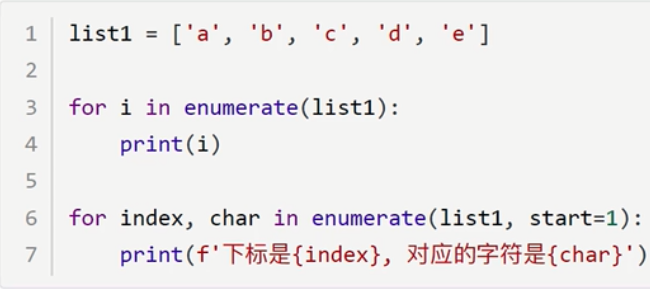 1 list1 = ['a', 'b', 'c', 'd', 'e']
2
3 for i in enumerate(list1):
4     print(i)
5
6 for index, char in enumerate(list1, start=1):
7     print(f'下标是{index}, 对应的字符是{char}')